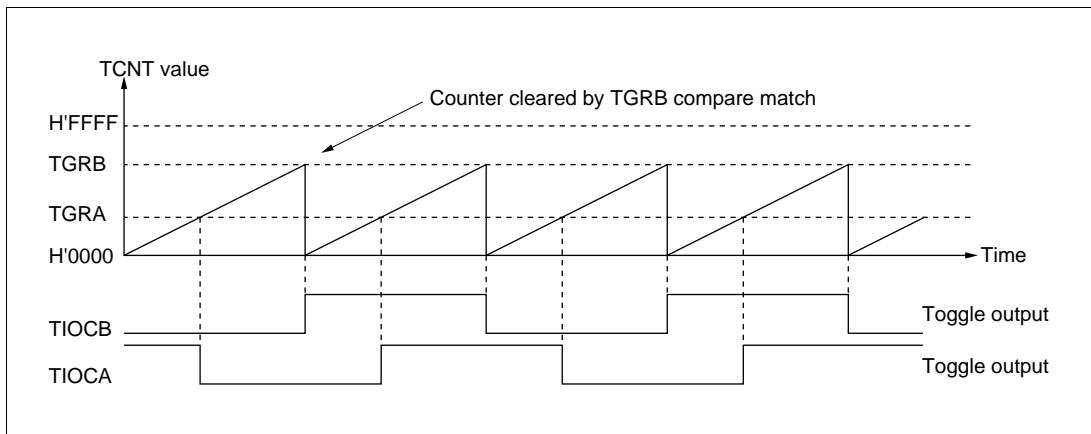 TCNT value
Counter cleared by TGRB compare match
H'FFFF
TGRB
TGRA
H'0000
Time
TIOCB
Toggle output
TIOCA
Toggle output